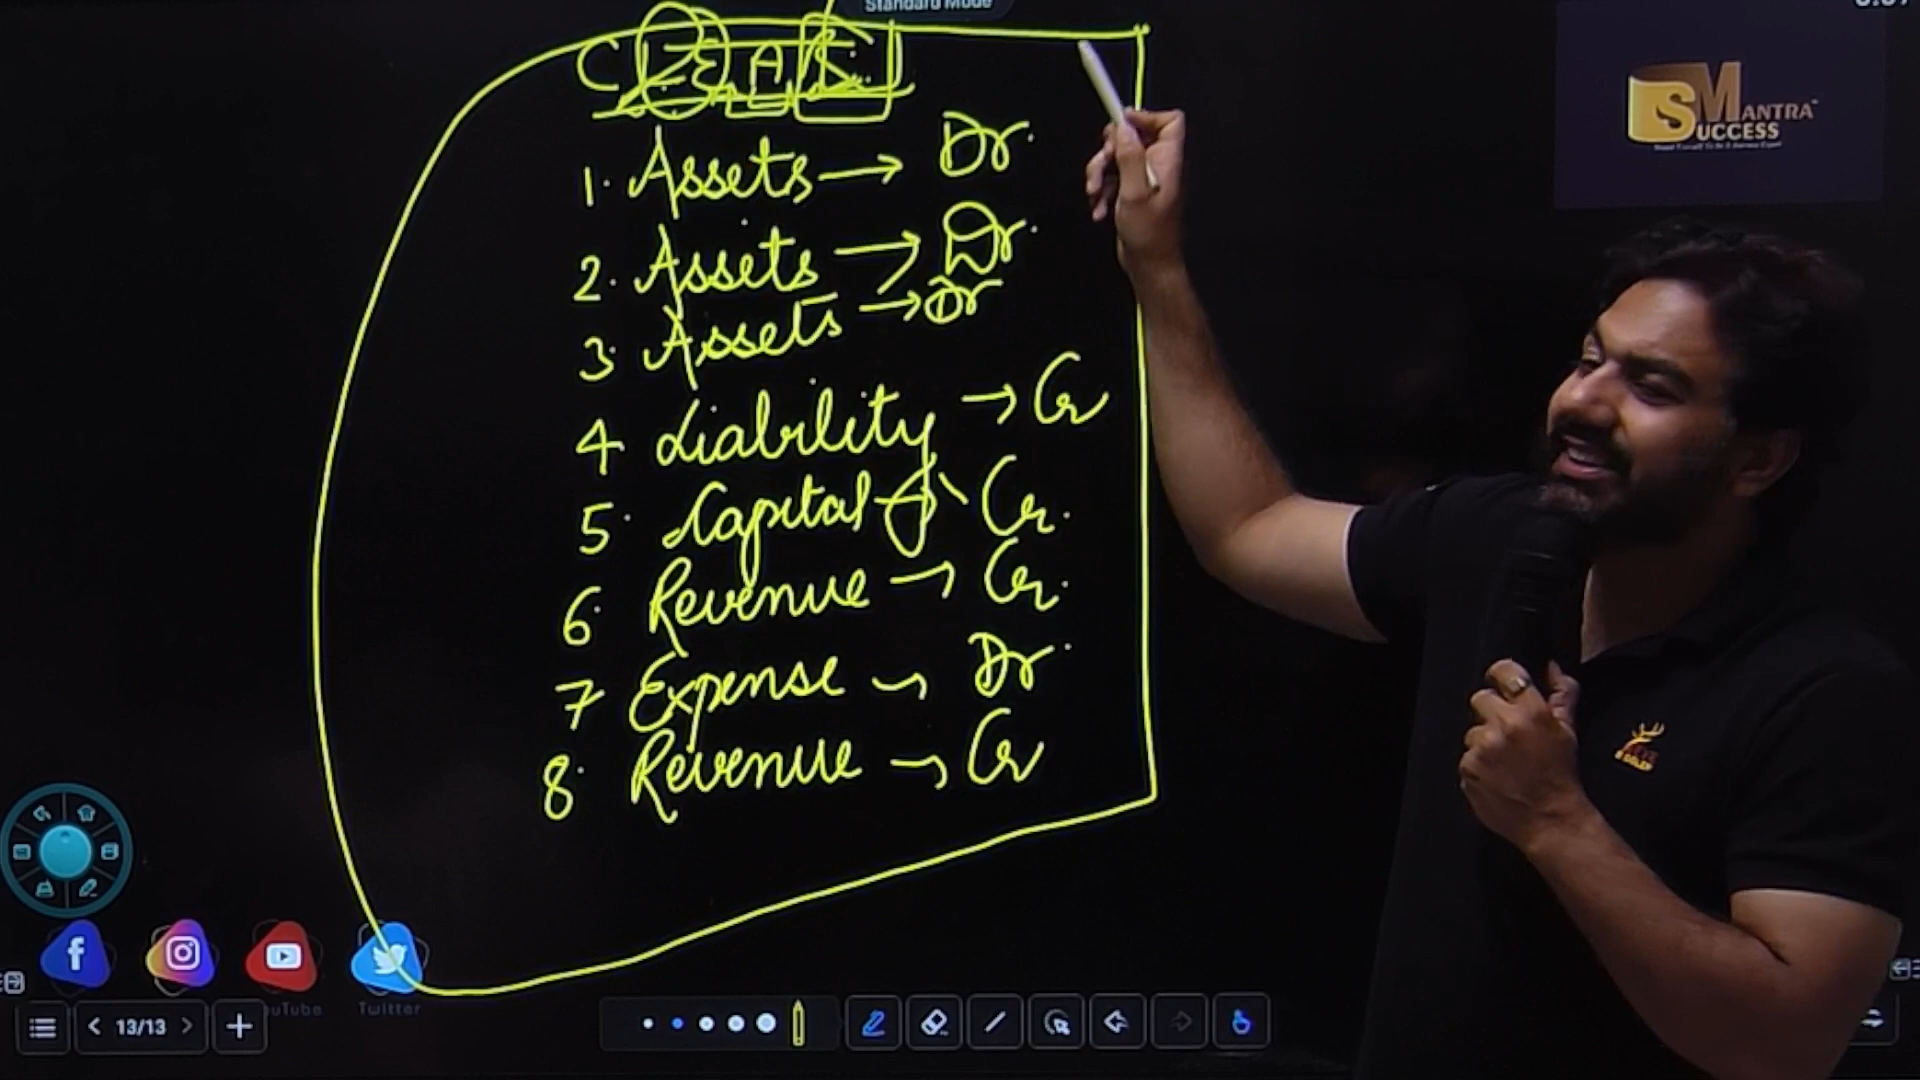 Standard Mode
C L E A R
1. Assets → Dr.
2. Assets → Dr.
3. Assets → Dr
4 Liability → Cr
5. Capital Cr.
6. Revenue → Cr.
7 Expense → Dr.
8. Revenue → Cr
SUCCESS
MANTRA
uTube
Twitter
13/13